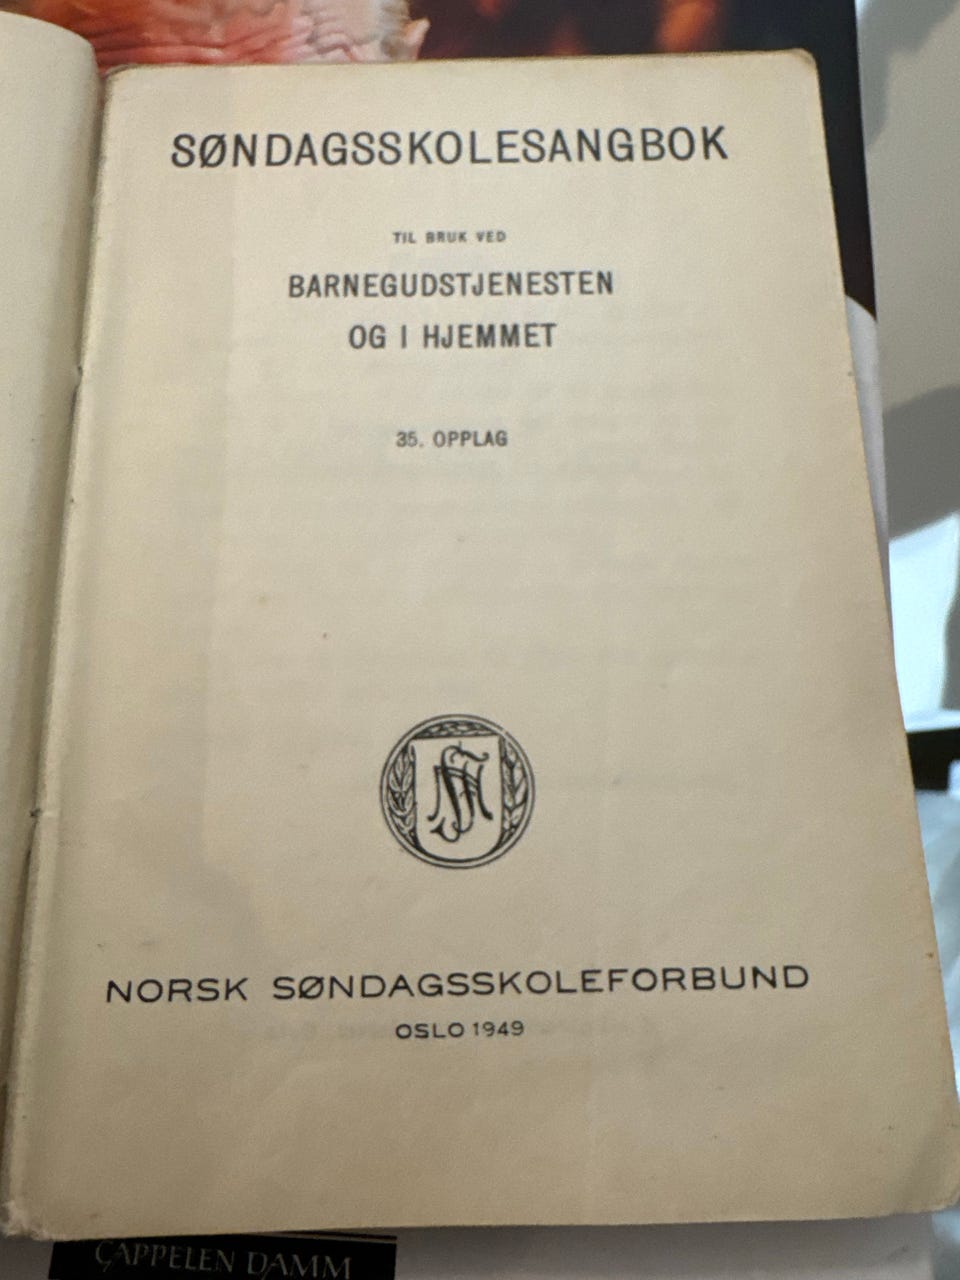 SØNDAGSSKOLESANGBOK
TIL BRUK VED
BARNEGUDSTJENESTEN
OG I HJEMMET
35. OPPLAG
NORSK SØNDAGSSKOLEFORBUND
OSLO 1949
CAPPELEN DAMM